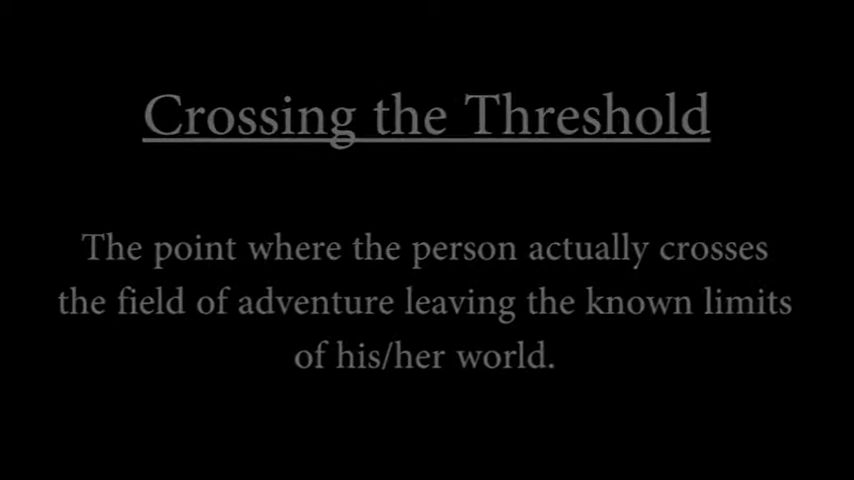 Crossing the Threshold
The point where the person actually crosses
the field of adventure leaving the known limits
of his/her world.